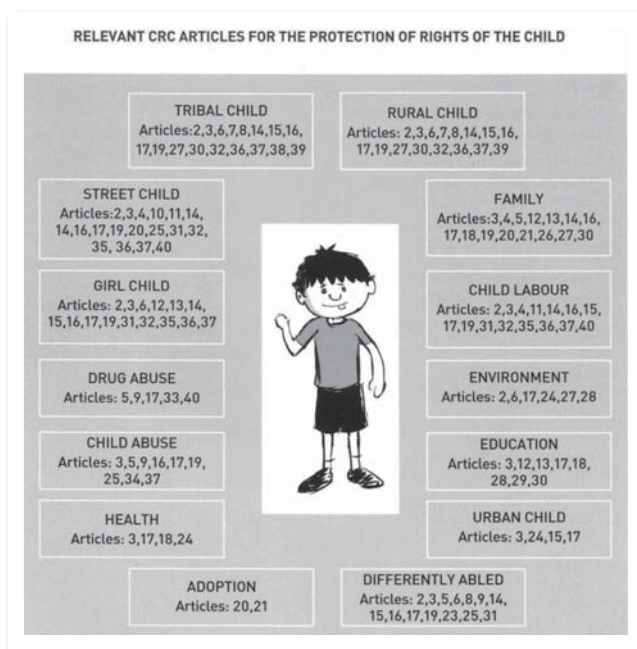 RELEVANT CRC ARTICLES FOR THE PROTECTION OF RIGHTS OF THE CHILD
TRIBAL CHILD
Articles:2,3,6,7,8,14,15,16,
17,19,27,30,32,36,37,38,39
RURAL CHILD
Articles: 2,3,6,7,8,14,15,16,
17,19,27,30,32,36,37,39
STREET CHILD
Articles:2,3,4,10,11,14,
14,16,17,19,20,25,31,32,
35, 36,37,40
FAMILY
Articles:3,4,5,12,13,14,16,
17,18,19,20,21,26,27,30
GIRL CHILD
Articles: 2,3,6,12,13,14,
15,16,17,19,31,32,35,36,37
CHILD LABOUR
Articles: 2,3,4,11,14,16,15,
17,19,31,32,35,36,37,40
DRUG ABUSE
Articles: 5,9,17,33,40
ENVIRONMENT
Articles: 2,6,17,24,27,28
CHILD ABUSE
Articles: 3,5,9,16,17,19,
25,34,37
EDUCATION
Articles: 3,12,13,17,18,
28,29,30
HEALTH
Articles: 3,17,18,24
URBAN CHILD
Articles: 3,24,15,17
ADOPTION
Articles: 20,21
DIFFERENTLY ABLED
Articles: 2,3,5,6,8,9,14,
15,16,17,19,23,25,31